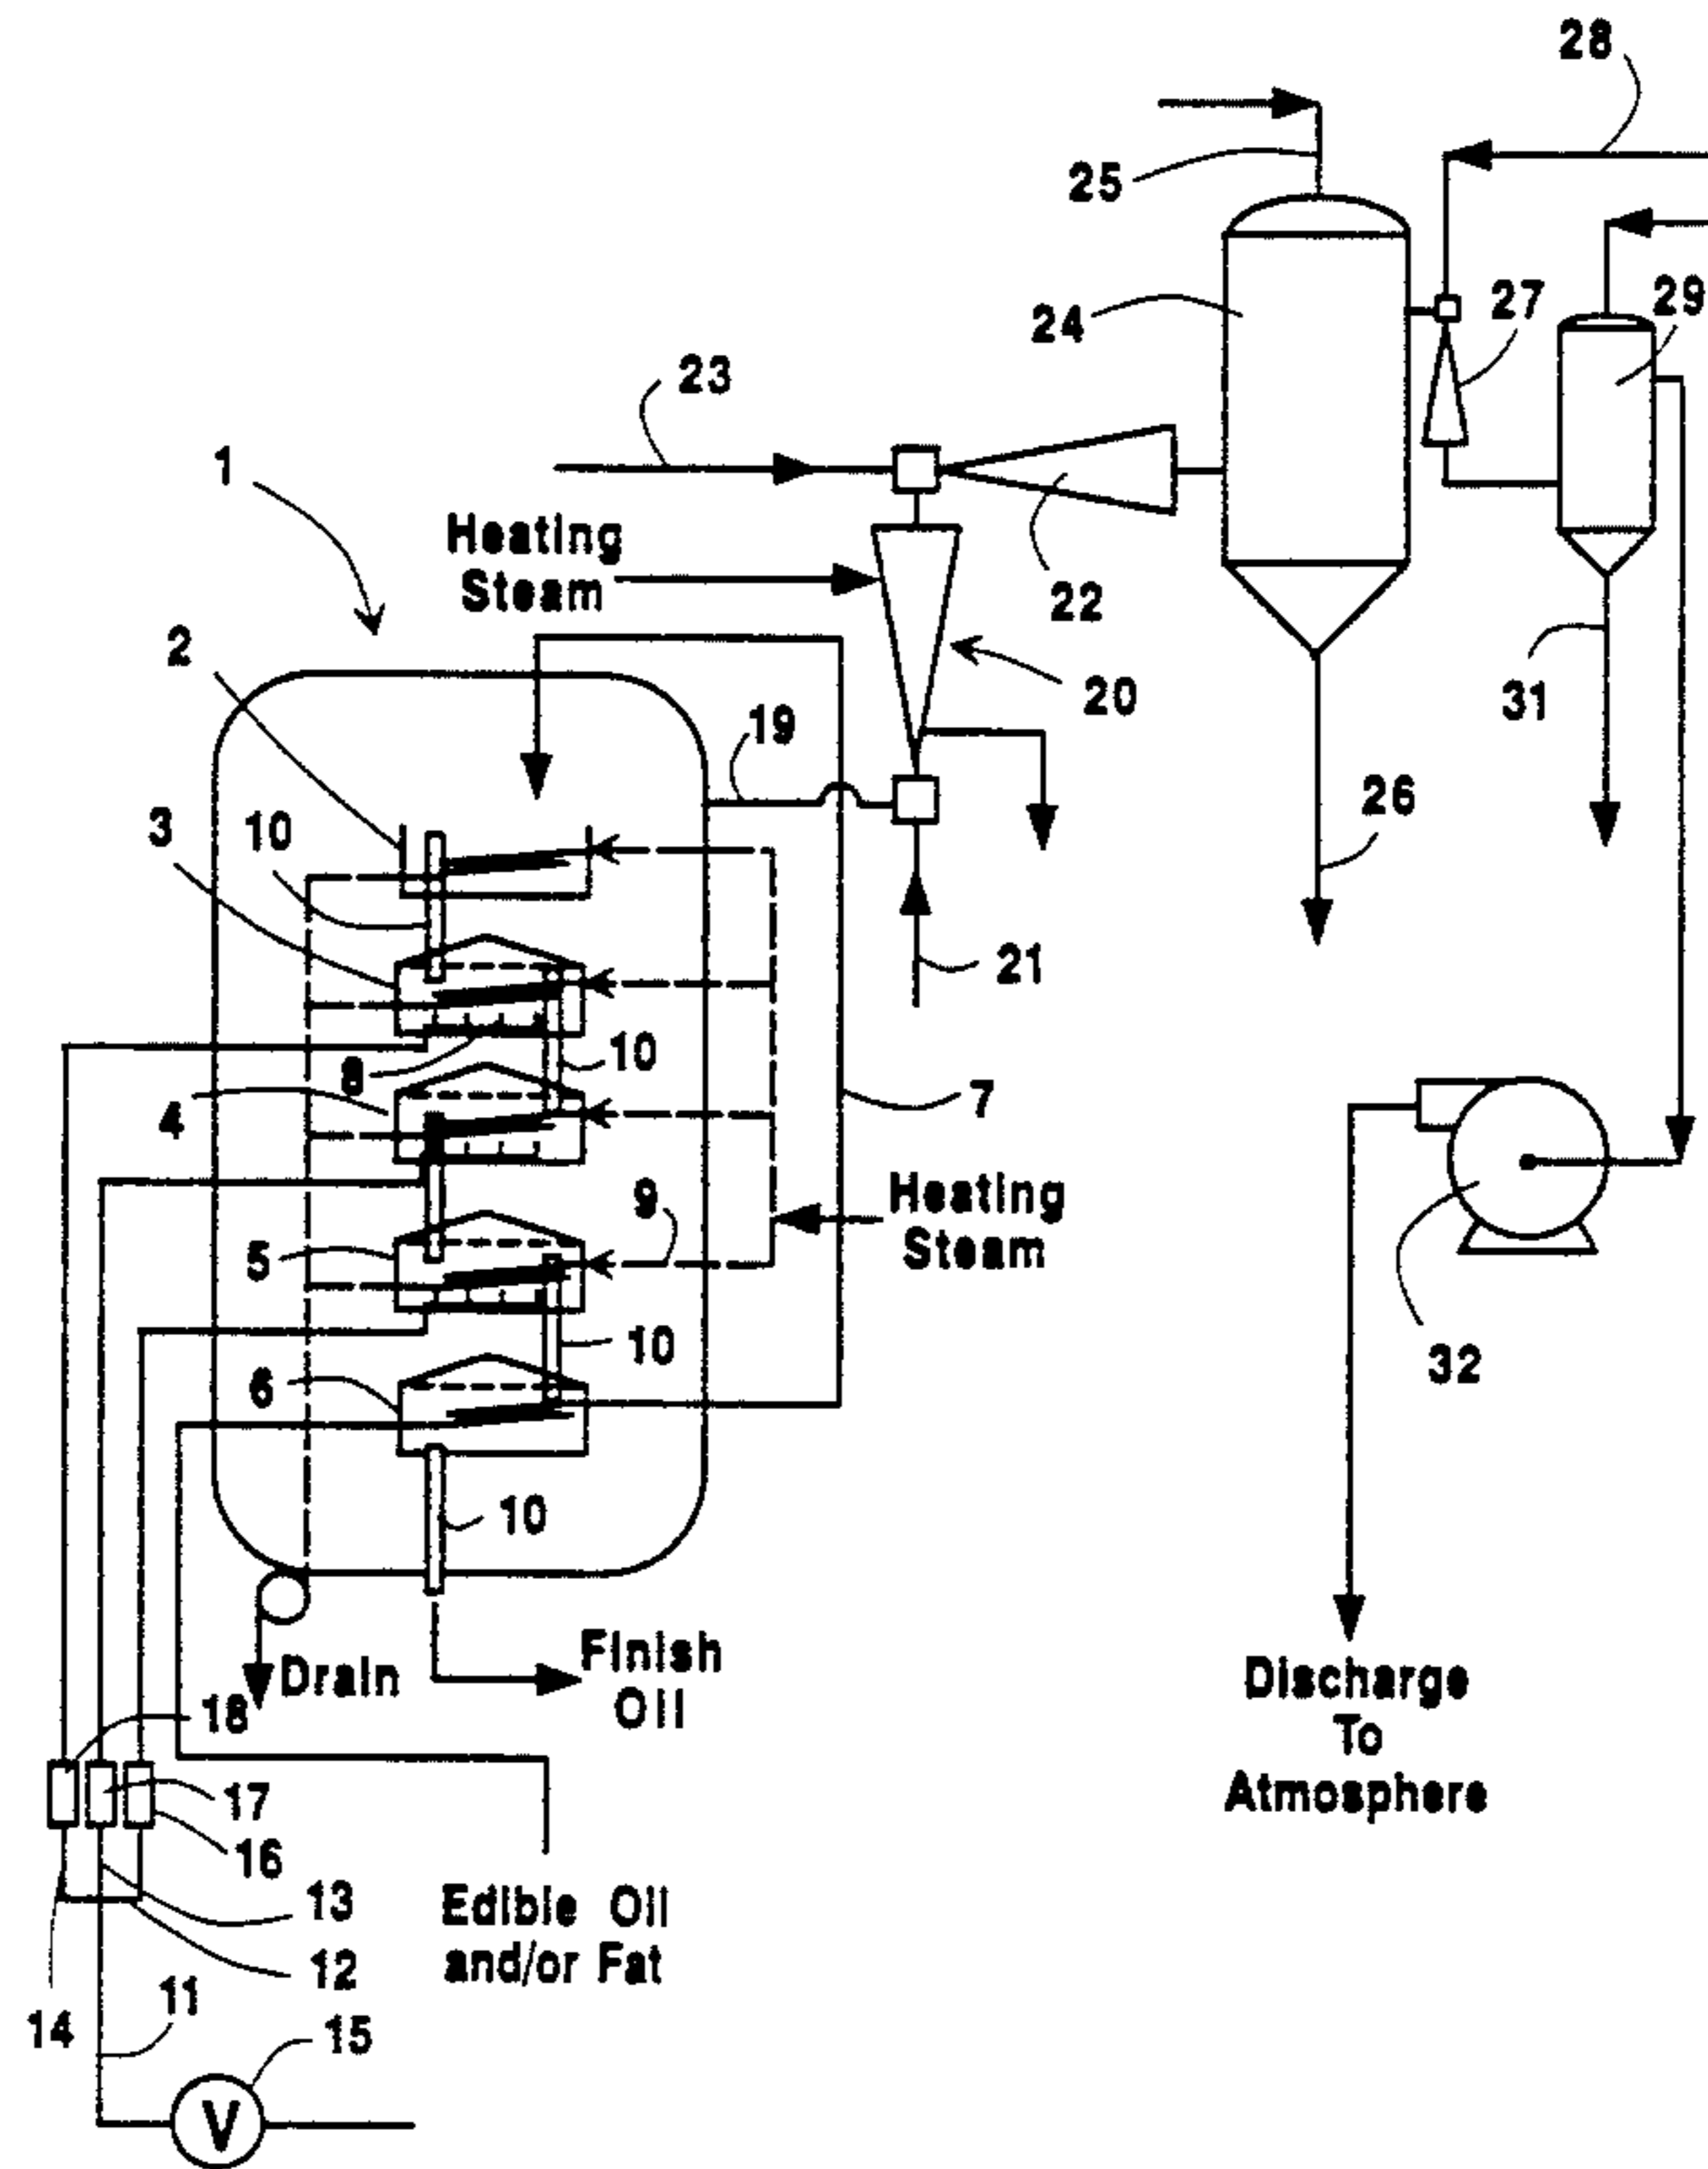 28
25
24
27
29
23
1
Heating
Steam
22
2
20
31
19
3
10
26
21
8
10
4
7
9
Heating
Steam
5
10
6
32
10
Drain
Finish
Oil
18
Discharge
To
Atmosphere
17
16
13
Edible Oil
and/or Fat
12
11
14
15
V